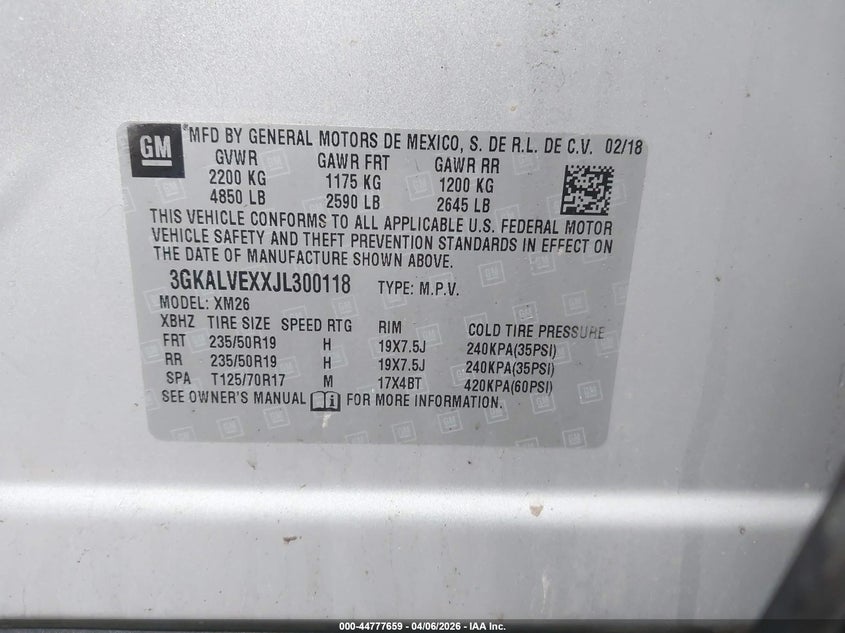 GM ® MFD BY GENERAL MOTORS DE MEXICO, S. DE R.L. DE C.V. 02/18
GVWR GAWR FRT GAWR RR
2200 KG 1175 KG 1200 KG
4850 LB 2590 LB 2645 LB
THIS VEHICLE CONFORMS TO ALL APPLICABLE U.S. FEDERAL MOTOR
VEHICLE SAFETY AND THEFT PREVENTION STANDARDS IN EFFECT ON
THE DATE OF MANUFACTURE SHOWN ABOVE.
3GKALVEXXJL300118 TYPE: M.P.V.
MODEL: XM26
XBHZ TIRE SIZE SPEED RTG RIM COLD TIRE PRESSURE
FRT 235/50R19 H 19X7.5J 240KPA(35PSI)
RR 235/50R19 H 19X7.5J 240KPA(35PSI)
SPA T125/70R17 M 17X4BT 420KPA(60PSI)
SEE OWNER'S MANUAL FOR MORE INFORMATION.
000-44777659 - 04/06/2026 - IAA Inc.